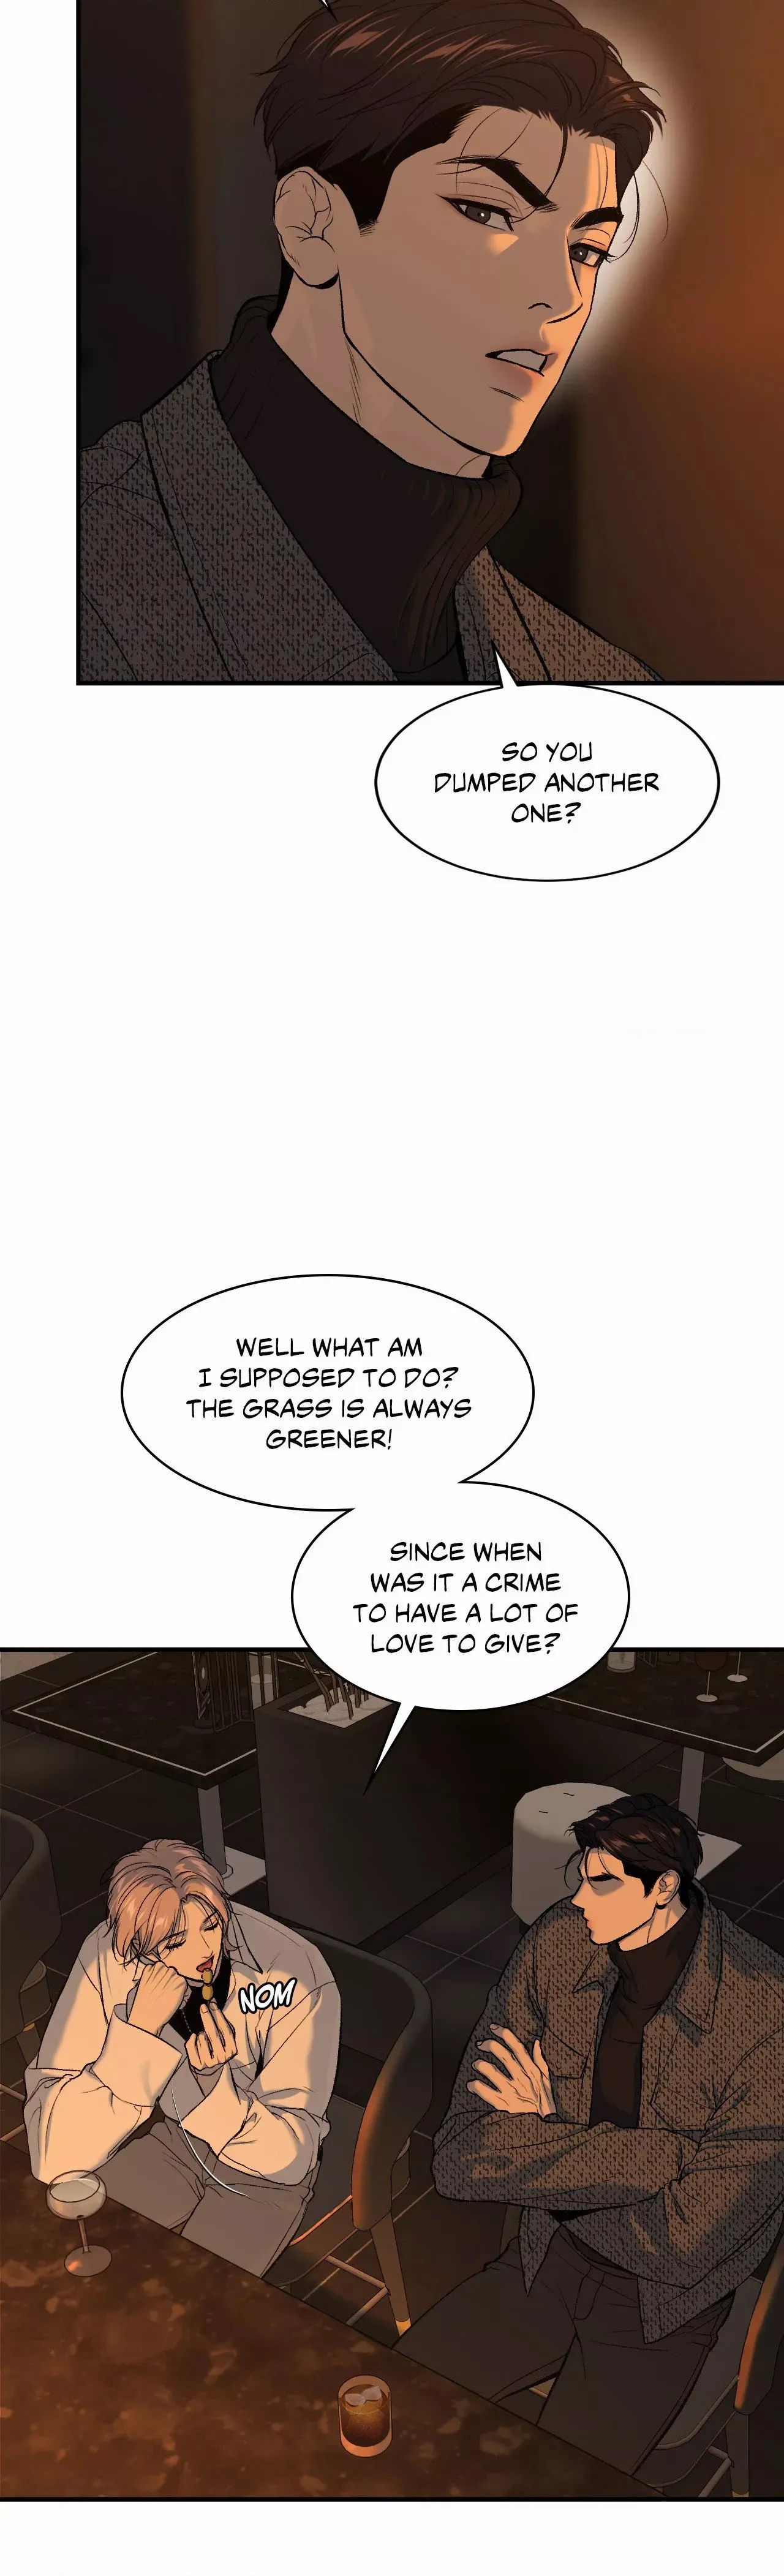 SO YOU
DUMPED ANOTHER
ONE?
WELL WHAT AM
I SUPPOSED TO DO?
THE GRASS IS ALWAYS
GREENER!
SINCE WHEN
WAS IT A CRIME
TO HAVE A LOT OF
LOVE TO GIVE?
NOM